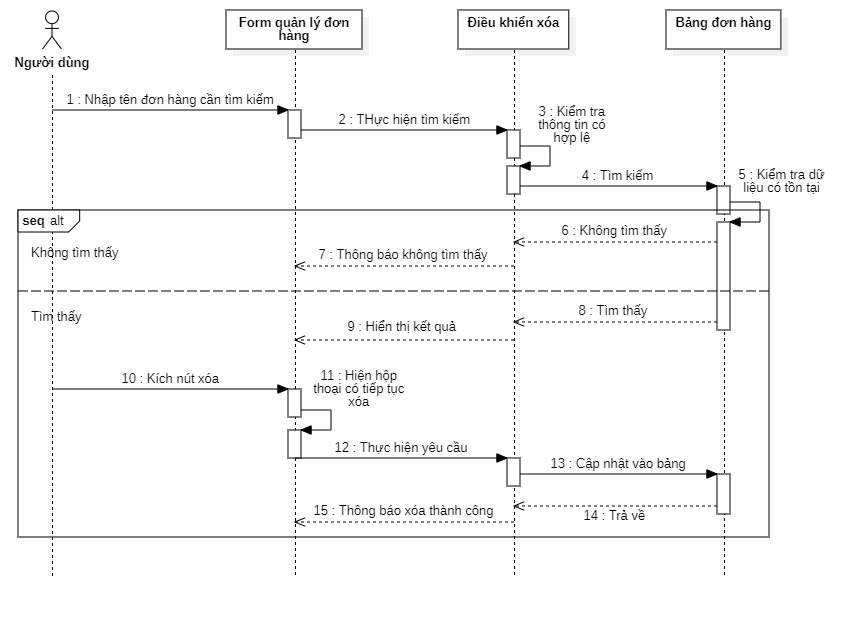 Form quản lý đơn
hàng
Điều khiển xóa
Bảng đơn hàng
Người dùng
1 : Nhập tên đơn hàng cần tìm kiếm
2 : THực hiện tìm kiếm
3 : Kiểm tra
thông tin có
hợp lệ
4 : Tìm kiếm
5 : Kiểm tra dữ
liệu có tồn tại
seq alt
6 : Không tìm thấy
Không tìm thấy
7 : Thông báo không tìm thấy
8 : Tìm thấy
Tìm thấy
9 : Hiển thị kết quả
10 : Kích nút xóa
11 : Hiện hộp
thoại có tiếp tục
xóa
12 : Thực hiện yêu cầu
13 : Cập nhật vào bảng
14 : Trả về
15 : Thông báo xóa thành công